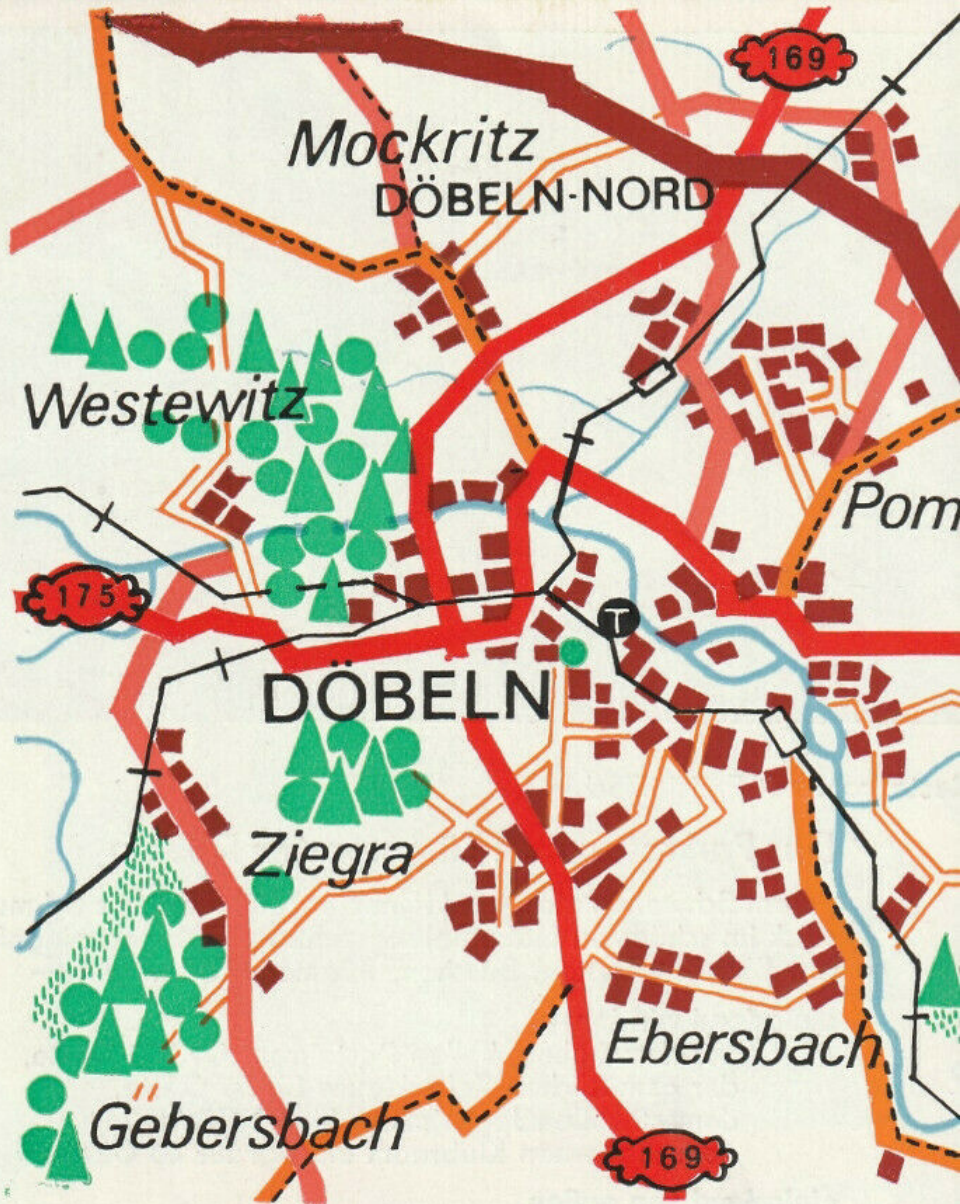 169
Mockritz
DÖBELN-NORD
Westewitz
Pom
175
T
DÖBELN
Ziegra
Ebersbach
Gebersbach
169